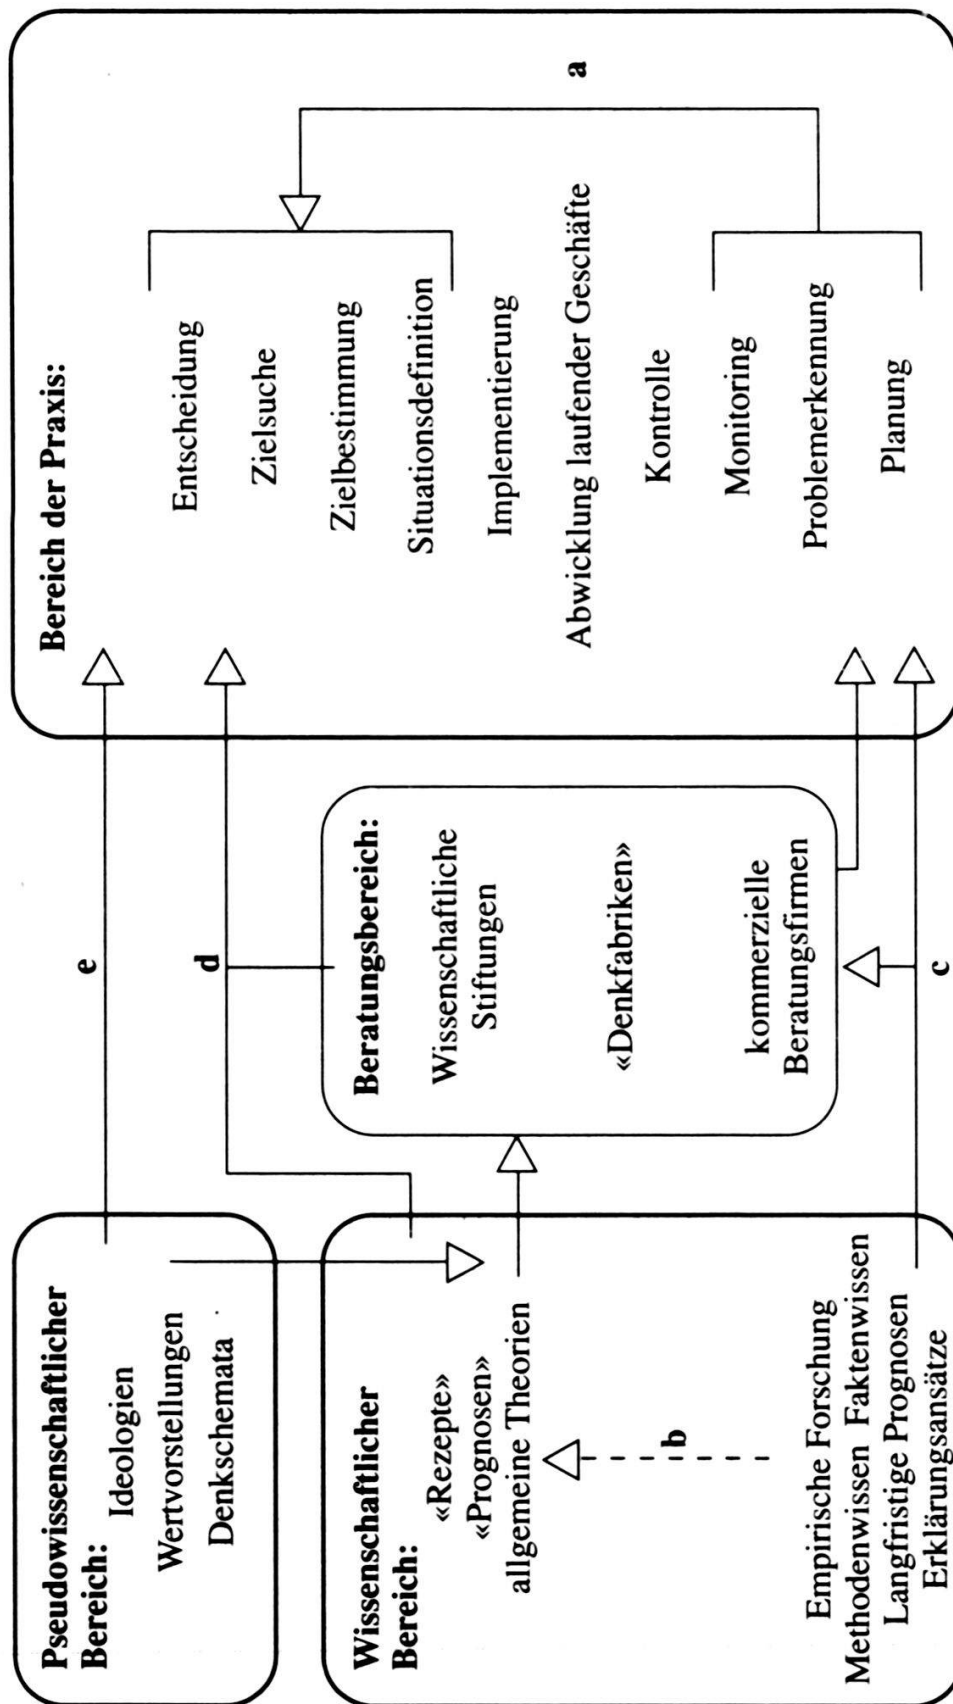 Pseudowissenschaftlicher
Bereich:
Ideologien
Wertvorstellungen
Denkschemata
Wissenschaftlicher
Bereich:
«Rezepte»
«Prognosen»
allgemeine Theorien
b
Empirische Forschung
Methodenwissen Faktenwissen
Langfristige Prognosen
Erklärungsansätze
e
d
Beratungsbereich:
Wissenschaftliche
Stiftungen
«Denkfabriken»
kommerzielle
Beratungsfirmen
c
Bereich der Praxis:
Entscheidung
Zielsuche
Zielbestimmung
Situationsdefinition
Implementierung
Abwicklung laufender Geschäfte
Kontrolle
Monitoring
Problemerkennung
Planung
a